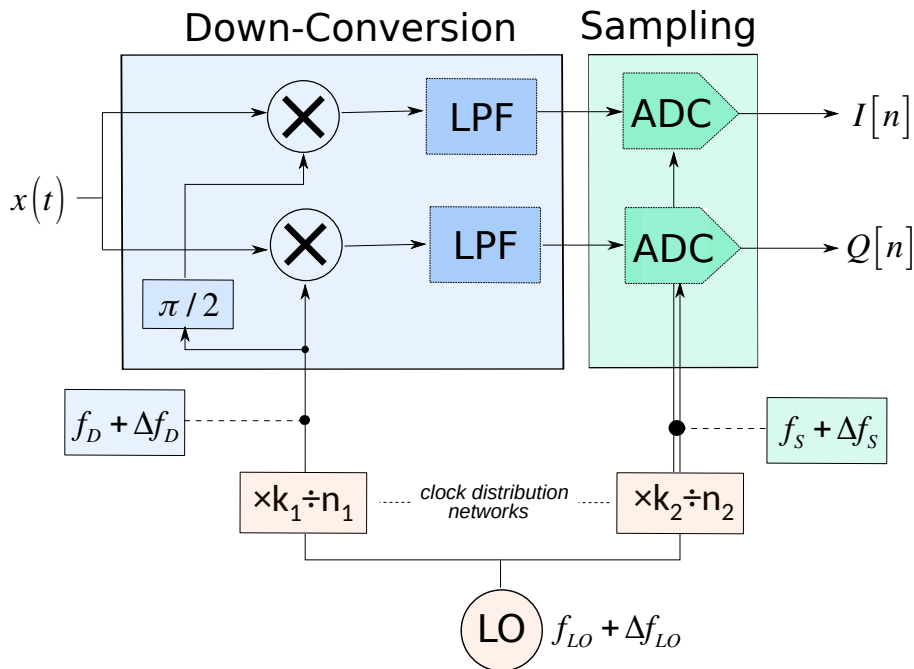 Down-Conversion
Sampling
LPF
ADC
I[n]
x(t)
LPF
ADC
Q[n]
π / 2
f_D + Δf_D
f_S + Δf_S
×k₁÷n₁
clock distribution
networks
×k₂÷n₂
LO
f_LO + Δf_LO